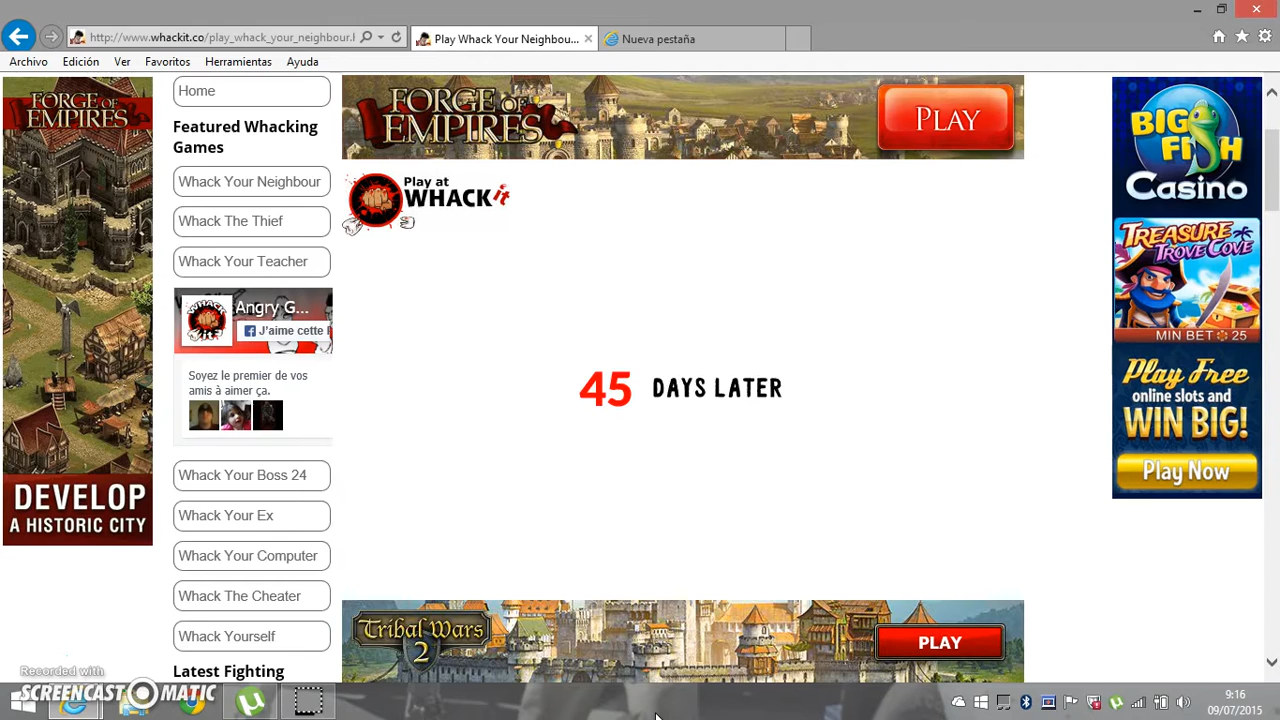 http://www.whackit.co/play_whack_your_neighbour.l
Play Whack Your Neighbou...
Nueva pestaña
Archivo Edición Ver Favoritos Herramientas Ayuda
FORGE OF
EMPIRES
DEVELOP
A HISTORIC CITY
Home
Featured Whacking
Games
Whack Your Neighbour
Whack The Thief
Whack Your Teacher
Angry G...
J'aime cette
Soyez le premier de vos
amis à aimer ça.
Whack Your Boss 24
Whack Your Ex
Whack Your Computer
Whack The Cheater
Whack Yourself
Latest Fighting
FORGE OF
EMPIRES
PLAY
Play at
WHACKit
45 DAYS LATER
Tribal Wars
2
PLAY
BIG
FISH
Casino
TREASURE
TROVE COVE
MIN BET 25
Play Free
online slots and
WIN BIG!
Play Now
Recorded with
SCREENCAST MATIC
9:16
09/07/2015